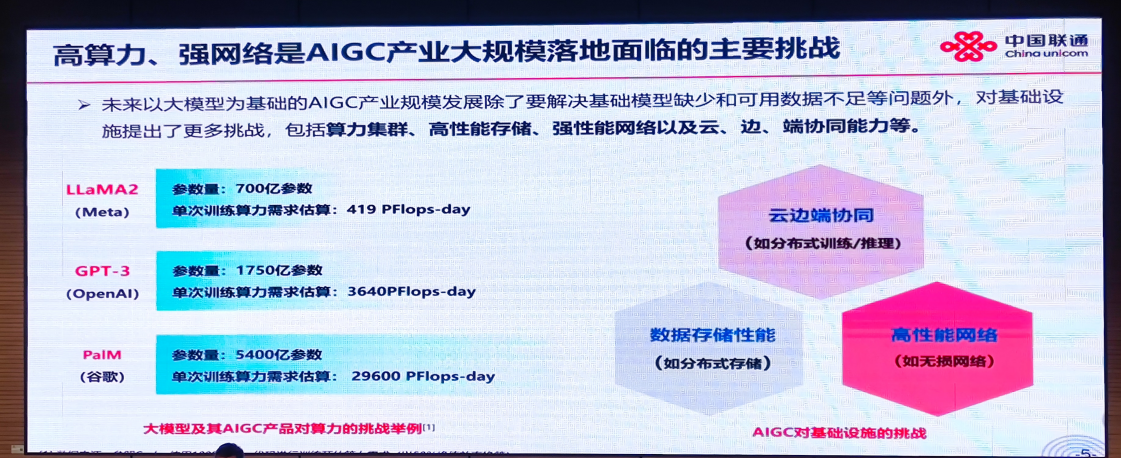 高算力、强网络是AIGC产业大规模落地面临的主要挑战
中国联通
China unicom
➢ 未来以大模型为基础的AIGC产业规模发展除了要解决基础模型缺少和可用数据不足等问题外，对基础设
施提出了更多挑战，包括算力集群、高性能存储、强性能网络以及云、边、端协同能力等。
LLaMA2
(Meta)
参数量：700亿参数
单次训练算力需求估算：419 PFlops-day
GPT-3
(OpenAI)
参数量：1750亿参数
单次训练算力需求估算：3640PFlops-day
PalM
(谷歌)
参数量：5400亿参数
单次训练算力需求估算： 29600 PFlops-day
大模型及其AIGC产品对算力的挑战举例[1]
云边端协同
(如分布式训练/推理)
数据存储性能
(如分布式存储)
高性能网络
(如无损网络)
AIGC对基础设施的挑战
-5-